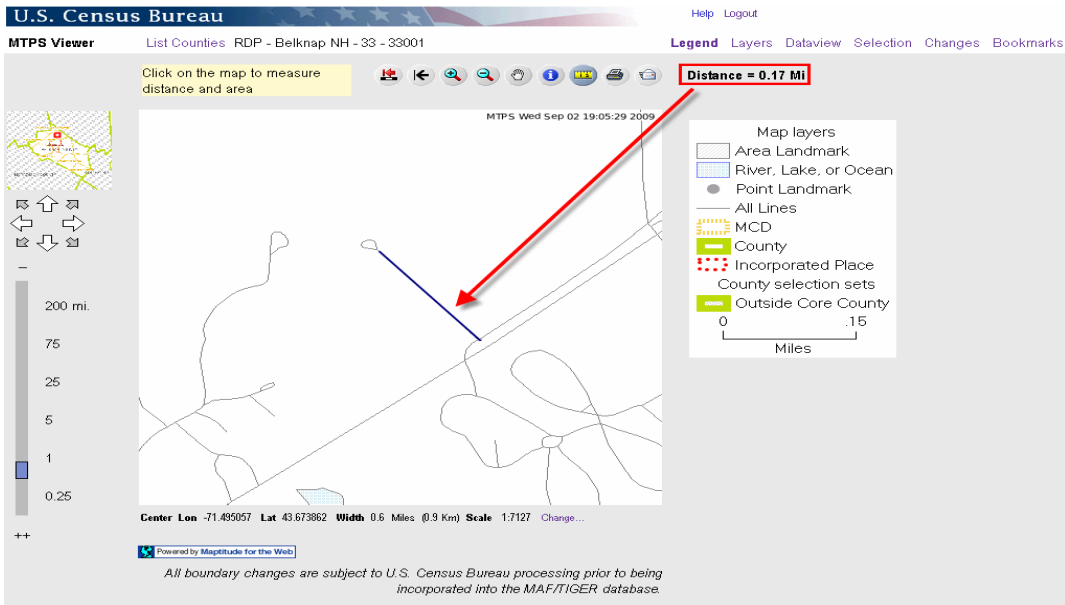 U.S. Census Bureau
Help Logout
MTPS Viewer List Counties RDP - Belknap NH - 33 - 33001 Legend Layers Dataview Selection Changes Bookmarks
Click on the map to measure
distance and area
Distance = 0.17 Mi
MTPS Wed Sep 02 19:05:29 2009
Map layers
Area Landmark
River, Lake, or Ocean
Point Landmark
All Lines
MCD
County
Incorporated Place
County selection sets
Outside Core County
0 .15
Miles
–
200 mi.
75
25
5
1
0.25
++
Center Lon -71.495057 Lat 43.673862 Width 0.6 Miles (0.9 Km) Scale 1:7127 Change...
Powered by Maptitude for the Web
All boundary changes are subject to U.S. Census Bureau processing prior to being
incorporated into the MAF/TIGER database.